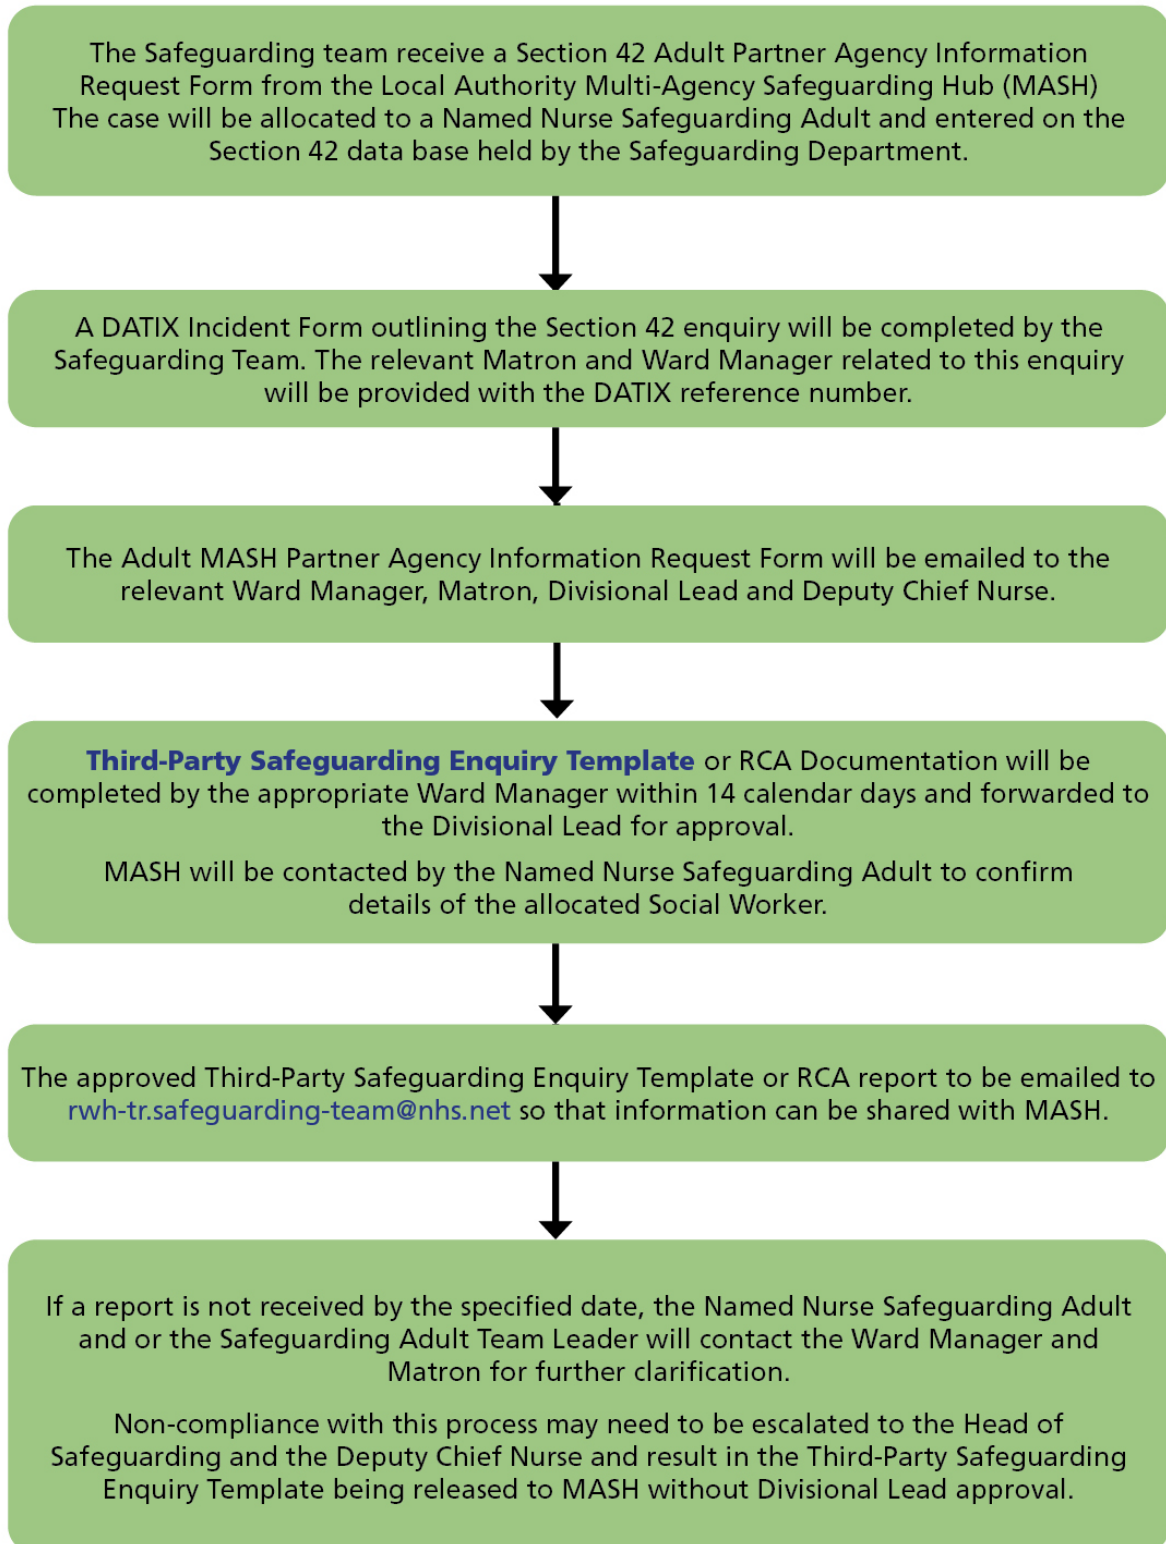 The Safeguarding team receive a Section 42 Adult Partner Agency Information
Request Form from the Local Authority Multi-Agency Safeguarding Hub (MASH)
The case will be allocated to a Named Nurse Safeguarding Adult and entered on the
Section 42 data base held by the Safeguarding Department.
A DATIX Incident Form outlining the Section 42 enquiry will be completed by the
Safeguarding Team. The relevant Matron and Ward Manager related to this enquiry
will be provided with the DATIX reference number.
The Adult MASH Partner Agency Information Request Form will be emailed to the
relevant Ward Manager, Matron, Divisional Lead and Deputy Chief Nurse.
Third-Party Safeguarding Enquiry Template or RCA Documentation will be
completed by the appropriate Ward Manager within 14 calendar days and forwarded to
the Divisional Lead for approval.
MASH will be contacted by the Named Nurse Safeguarding Adult to confirm
details of the allocated Social Worker.
The approved Third-Party Safeguarding Enquiry Template or RCA report to be emailed to
rwh-tr.safeguarding-team@nhs.net so that information can be shared with MASH.
If a report is not received by the specified date, the Named Nurse Safeguarding Adult
and or the Safeguarding Adult Team Leader will contact the Ward Manager and
Matron for further clarification.
Non-compliance with this process may need to be escalated to the Head of
Safeguarding and the Deputy Chief Nurse and result in the Third-Party Safeguarding
Enquiry Template being released to MASH without Divisional Lead approval.